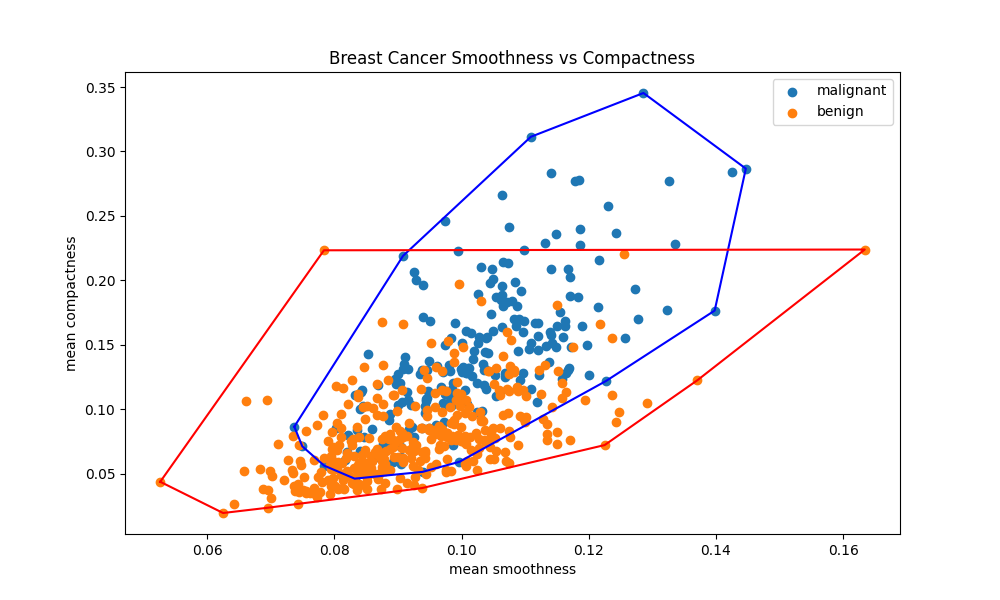 Breast Cancer Smoothness vs Compactness
malignant
benign
mean compactness
0.35
0.30
0.25
0.20
0.15
0.10
0.05
0.06 0.08 0.10 0.12 0.14 0.16
mean smoothness